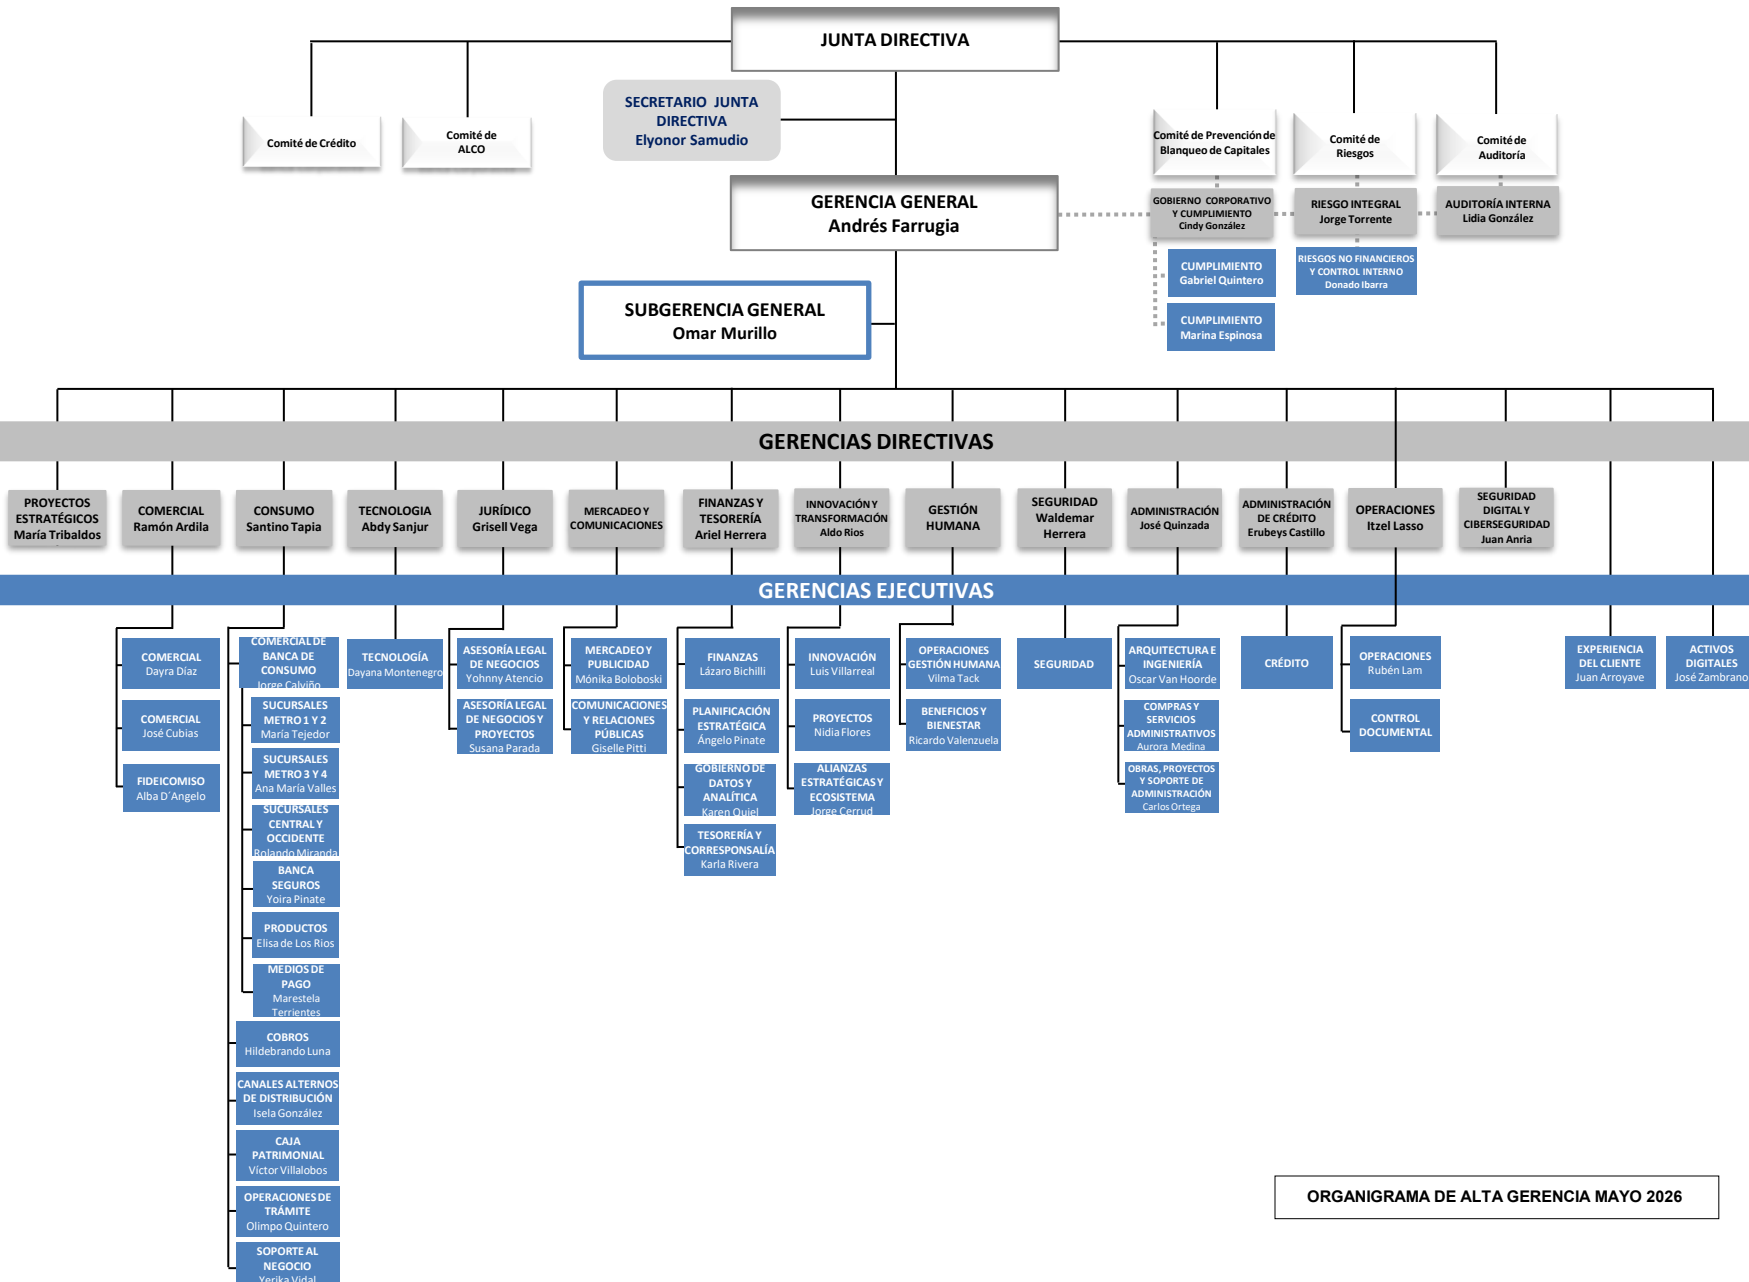 JUNTA DIRECTIVA
SECRETARIO JUNTA
DIRECTIVA
Elyonor Samudio
Comité de Crédito
Comité de
ALCO
Comité de Prevención de
Blanqueo de Capitales
Comité de
Riesgos
Comité de
Auditoría
GERENCIA GENERAL
Andrés Farrugia
GOBIERNO CORPORATIVO
Y CUMPLIMIENTO
Cindy González
RIESGO INTEGRAL
Jorge Torrente
AUDITORÍA INTERNA
Lidia González
CUMPLIMIENTO
Gabriel Quintero
RIESGOS NO FINANCIEROS
Y CONTROL INTERNO
Donado Ibarra
CUMPLIMIENTO
Marina Espinosa
SUBGERENCIA GENERAL
Omar Murillo
GERENCIAS DIRECTIVAS
PROYECTOS
ESTRATÉGICOS
María Tribaldos
COMERCIAL
Ramón Ardila
CONSUMO
Santino Tapia
TECNOLOGIA
Abdy Sanjur
JURÍDICO
Grisell Vega
MERCADEO Y
COMUNICACIONES
FINANZAS Y
TESORERÍA
Ariel Herrera
INNOVACIÓN Y
TRANSFORMACIÓN
Aldo Rios
GESTIÓN
HUMANA
SEGURIDAD
Waldemar
Herrera
ADMINISTRACIÓN
José Quinzada
ADMINISTRACIÓN
DE CRÉDITO
Erubeys Castillo
OPERACIONES
Itzel Lasso
SEGURIDAD
DIGITAL Y
CIBERSEGURIDAD
Juan Anria
GERENCIAS EJECUTIVAS
COMERCIAL
Dayra Díaz
COMERCIAL
José Cubias
FIDEICOMISO
Alba D´Angelo
COMERCIAL DE
BANCA DE
CONSUMO
Jorge Calviño
SUCURSALES
METRO 1 Y 2
María Tejedor
SUCURSALES
METRO 3 Y 4
Ana María Valles
SUCURSALES
CENTRAL Y
OCCIDENTE
Rolando Miranda
BANCA
SEGUROS
Yoira Pinate
PRODUCTOS
Elisa de Los Rios
MEDIOS DE
PAGO
Marestela
Terrientes
COBROS
Hildebrando Luna
CANALES ALTERNOS
DE DISTRIBUCIÓN
Isela González
CAJA
PATRIMONIAL
Víctor Villalobos
OPERACIONES DE
TRÁMITE
Olimpo Quintero
SOPORTE AL
NEGOCIO
Yerika Vidal
TECNOLOGÍA
Dayana Montenegro
ASESORÍA LEGAL
DE NEGOCIOS
Yohnny Atencio
ASESORÍA LEGAL
DE NEGOCIOS Y
PROYECTOS
Susana Parada
MERCADEO Y
PUBLICIDAD
Mónika Boloboski
COMUNICACIONES
Y RELACIONES
PÚBLICAS
Giselle Pitti
FINANZAS
Lázaro Bichilli
PLANIFICACIÓN
ESTRATÉGICA
Ángelo Pinate
GOBIERNO DE
DATOS Y
ANALÍTICA
Karen Quiel
TESORERÍA Y
CORRESPONSALÍA
Karla Rivera
INNOVACIÓN
Luis Villarreal
PROYECTOS
Nidia Flores
ALIANZAS
ESTRATÉGICAS Y
ECOSISTEMA
Jorge Cerrud
OPERACIONES
GESTIÓN HUMANA
Vilma Tack
BENEFICIOS Y
BIENESTAR
Ricardo Valenzuela
SEGURIDAD
ARQUITECTURA E
INGENIERÍA
Oscar Van Hoorde
COMPRAS Y
SERVICIOS
ADMINISTRATIVOS
Aurora Medina
OBRAS, PROYECTOS
Y SOPORTE DE
ADMINISTRACIÓN
Carlos Ortega
CRÉDITO
OPERACIONES
Rubén Lam
CONTROL
DOCUMENTAL
EXPERIENCIA
DEL CLIENTE
Juan Arroyave
ACTIVOS
DIGITALES
José Zambrano
ORGANIGRAMA DE ALTA GERENCIA MAYO 2026